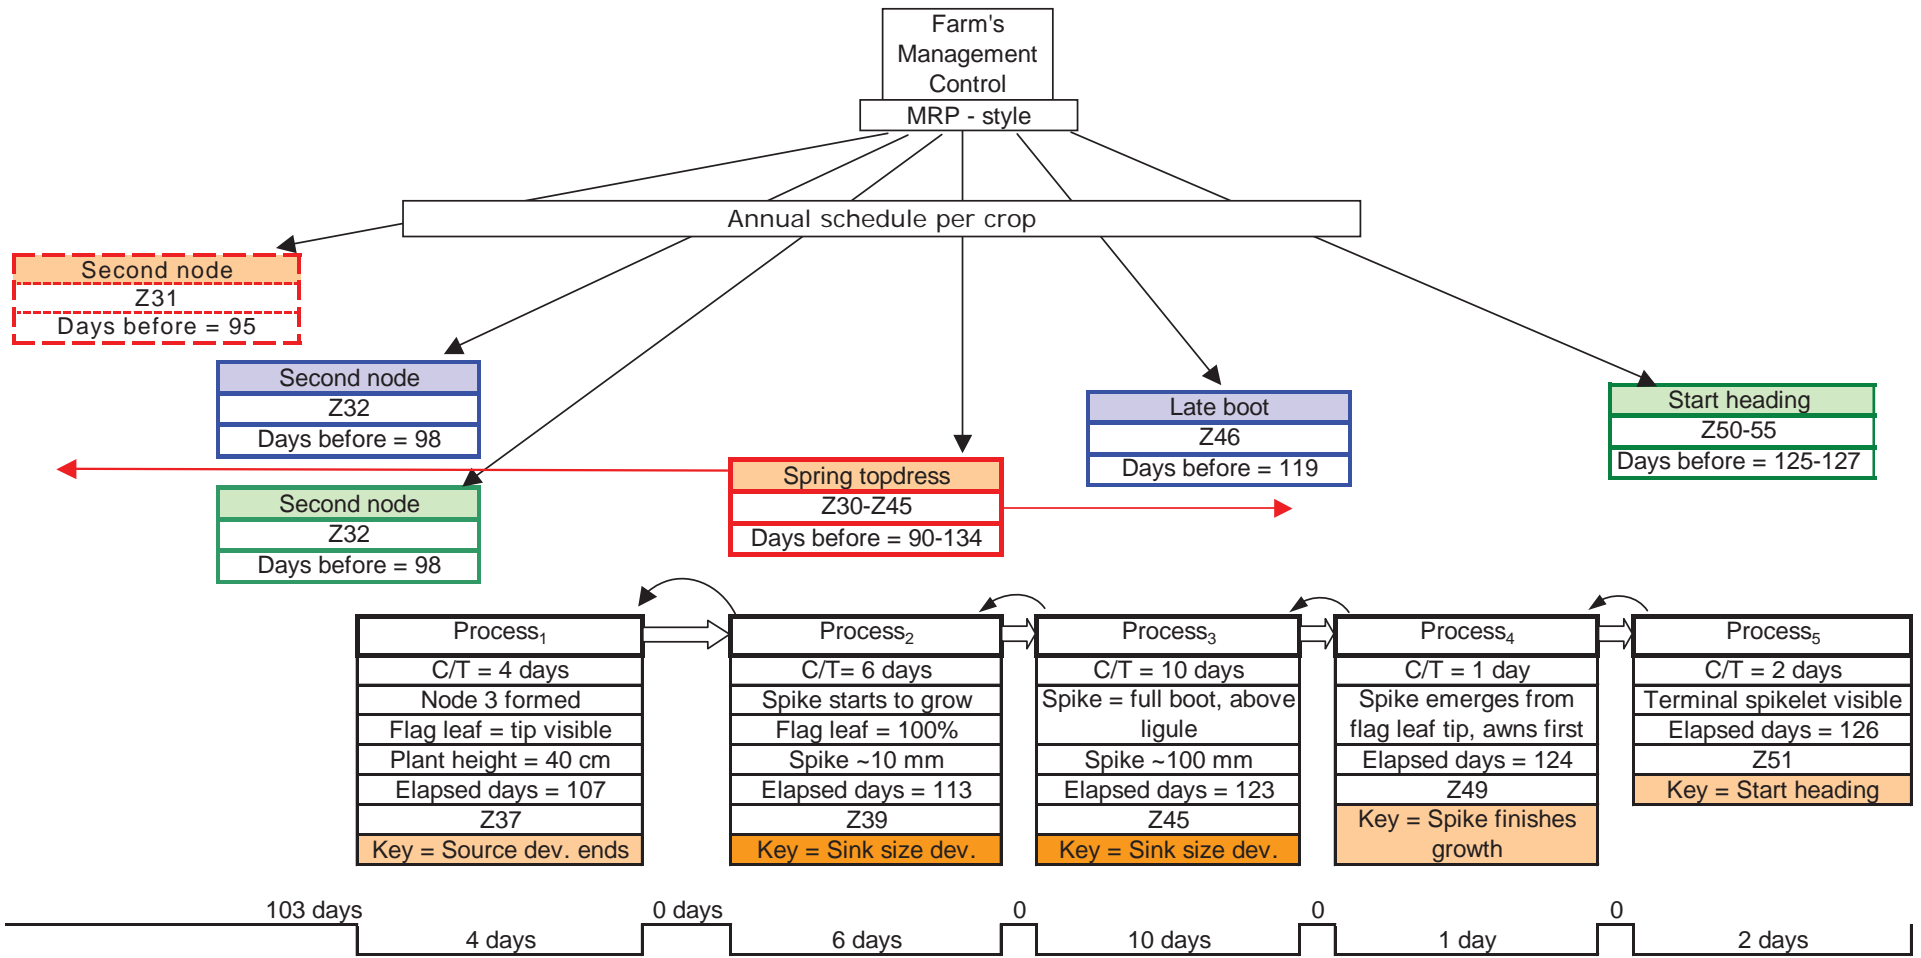 Farm's
Management
Control
MRP - style
Annual schedule per crop
Second node
Z31
Days before = 95
Second node
Z32
Days before = 98
Second node
Z32
Days before = 98
Spring topdress
Z30-Z45
Days before = 90-134
Late boot
Z46
Days before = 119
Start heading
Z50-55
Days before = 125-127
Process1
C/T = 4 days
Node 3 formed
Flag leaf = tip visible
Plant height = 40 cm
Elapsed days = 107
Z37
Key = Source dev. ends
Process2
C/T= 6 days
Spike starts to grow
Flag leaf = 100%
Spike ~10 mm
Elapsed days = 113
Z39
Key = Sink size dev.
Process3
C/T = 10 days
Spike = full boot, above
ligule
Spike ~100 mm
Elapsed days = 123
Z45
Key = Sink size dev.
Process4
C/T = 1 day
Spike emerges from
flag leaf tip, awns first
Elapsed days = 124
Z49
Key = Spike finishes
growth
Process5
C/T = 2 days
Terminal spikelet visible
Elapsed days = 126
Z51
Key = Start heading
103 days
0 days
0
0
0
4 days
6 days
10 days
1 day
2 days